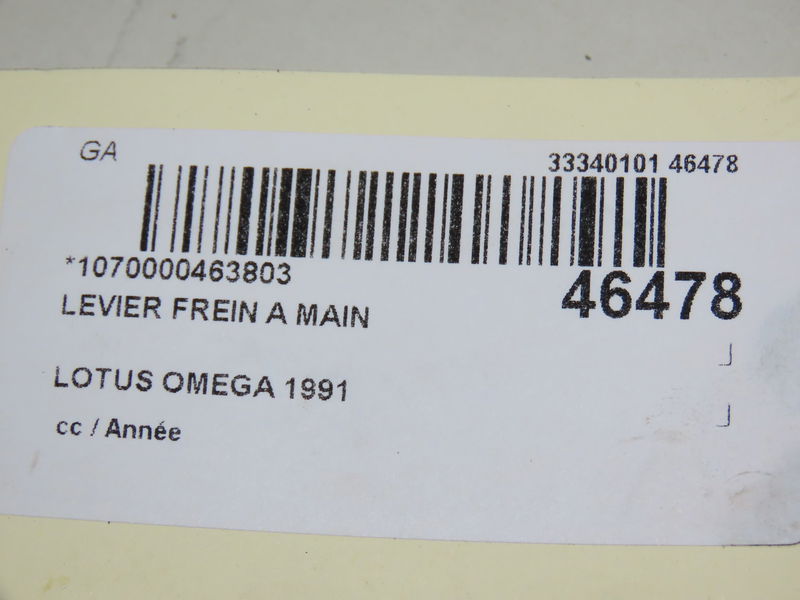 GA
33340101 46478
*1070000463803
46478
LEVIER FREIN A MAIN
LOTUS OMEGA 1991
cc / Année